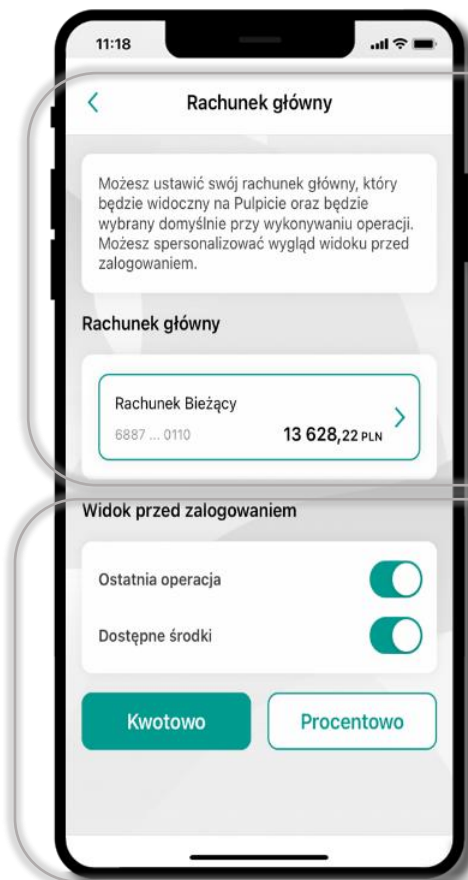 11:18
Rachunek główny
Możesz ustawić swój rachunek główny, który
będzie widoczny na Pulpicie oraz będzie
wybrany domyślnie przy wykonywaniu operacji.
Możesz spersonalizować wygląd widoku przed
zalogowaniem.
Rachunek główny
Rachunek Bieżący
6887 ... 0110
13 628,22 PLN
Widok przed zalogowaniem
Ostatnia operacja
Dostępne środki
Kwotowo
Procentowo